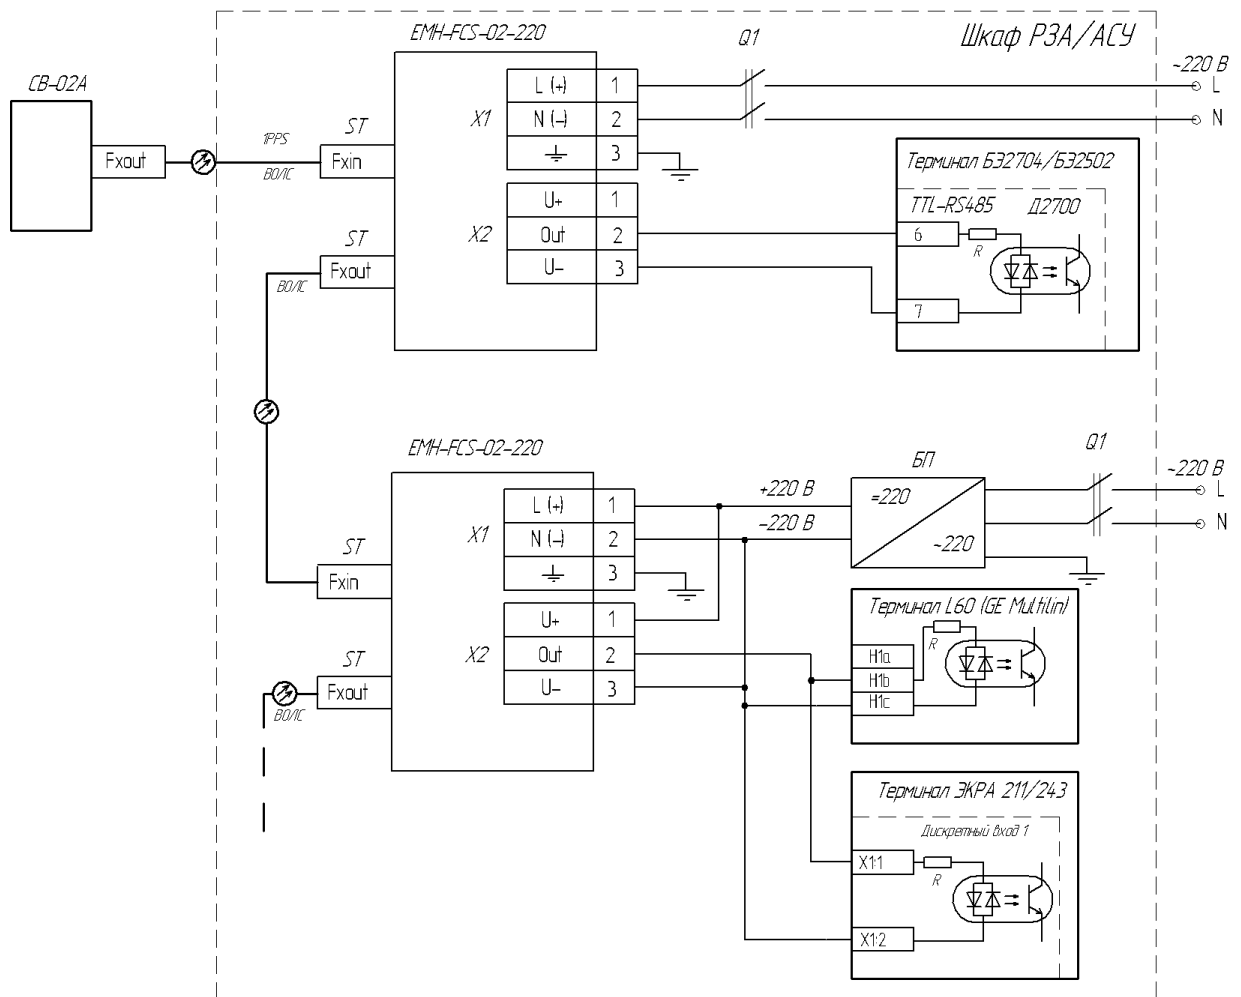 EMH-FCS-02-220
Q1
Шкаф РЗА/АСУ
СВ-02А
Fxout
1PPS
ВОЛС
ST
Fxin
X1
L (+)
1
N (-)
2
3
~220 В
L
N
X2
U+
1
Out
2
U-
3
ST
Fxout
ВОЛС
Терминал БЭ2704/БЭ2502
TTL-RS485
Д2700
6
R
7
EMH-FCS-02-220
X1
L (+)
1
N (-)
2
3
+220 В
-220 В
БП
=220
~220
Q1
~220 В
L
N
ST
Fxin
X2
U+
1
Out
2
U-
3
ST
Fxout
ВОЛС
Терминал L60 (GE Multilin)
R
H1a
H1b
H1c
Терминал ЭКРА 211/243
Дискретный вход 1
X1:1
R
X1:2